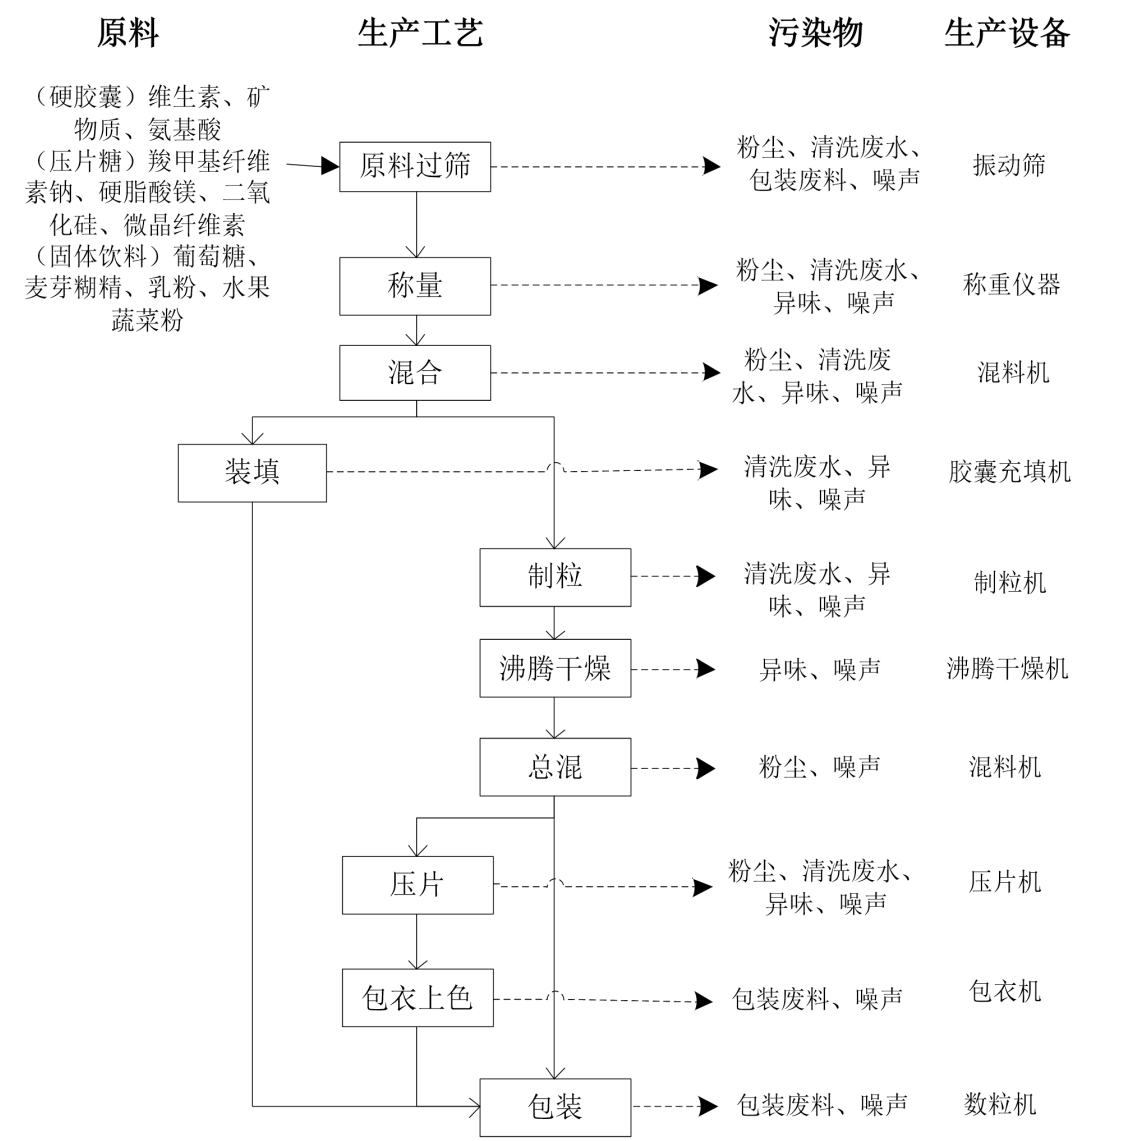 原料
生产工艺
污染物
生产设备
（硬胶囊）维生素、矿
物质、氨基酸
（压片糖）羧甲基纤维
素钠、硬脂酸镁、二氧
化硅、微晶纤维素
（固体饮料）葡萄糖、
麦芽糊精、乳粉、水果
蔬菜粉
原料过筛
粉尘、清洗废水、
包装废料、噪声
振动筛
称量
粉尘、清洗废水、
异味、噪声
称重仪器
混合
粉尘、清洗废
水、异味、噪声
混料机
装填
清洗废水、异
味、噪声
胶囊充填机
制粒
清洗废水、异
味、噪声
制粒机
沸腾干燥
异味、噪声
沸腾干燥机
总混
粉尘、噪声
混料机
压片
粉尘、清洗废水、
异味、噪声
压片机
包衣上色
包装废料、噪声
包衣机
包装
包装废料、噪声
数粒机